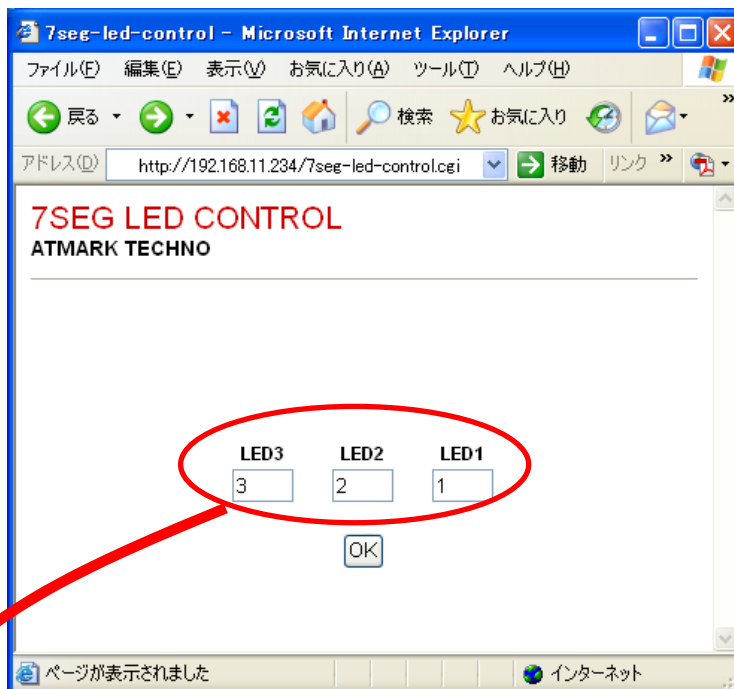 7seg-led-control - Microsoft Internet Explorer
ファイル(F) 編集(E) 表示(V) お気に入り(A) ツール(T) ヘルプ(H)
戻る 検索 お気に入り »
アドレス(D) http://192.168.11.234/7seg-led-control.cgi 移動 リンク »
7SEG LED CONTROL
ATMARK TECHNO
LED3 LED2 LED1
3 2 1
OK
ページが表示されました インターネット